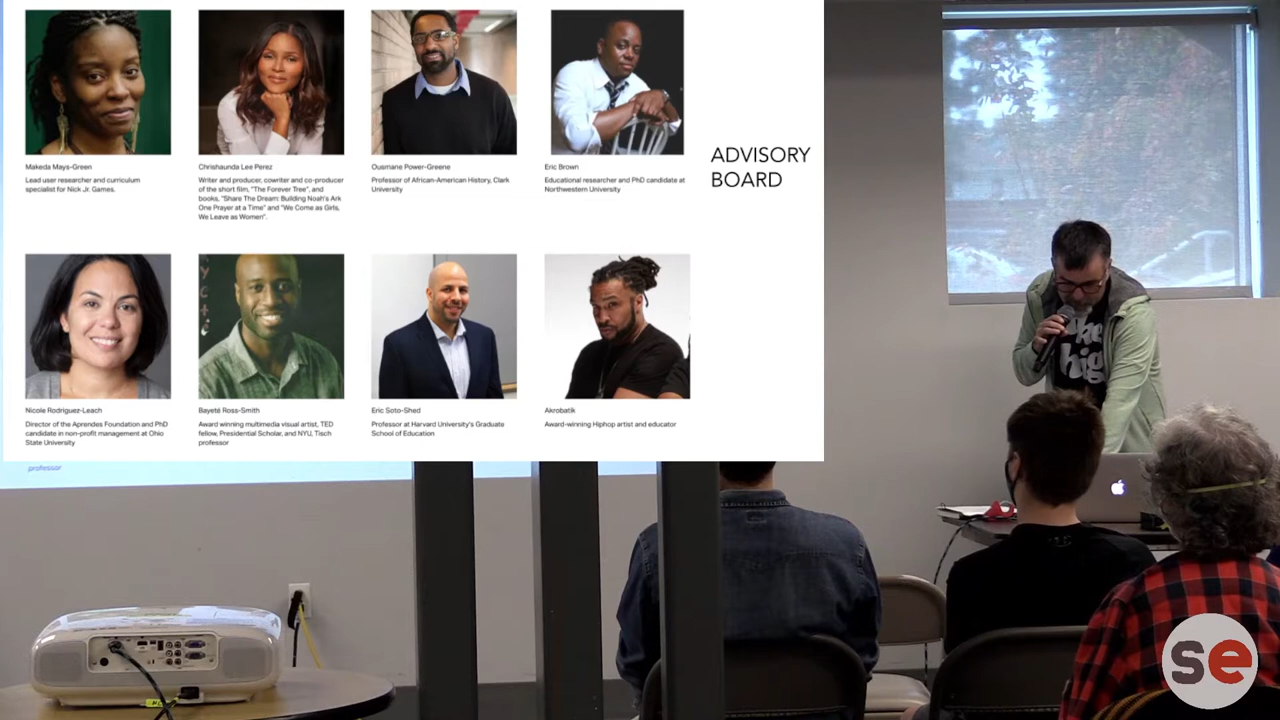 Makeda Mays-Green
Lead user researcher and curriculum
specialist for Nick Jr. Games.
Chrishaunda Lee Perez
Writer and producer, cowriter and co-producer
of the short film, "The Forever Tree", and
books, "Share The Dream: Building Noah's Ark
One Prayer at a Time" and "We Come as Girls,
We Leave as Women".
Ousmane Power-Greene
Professor of African-American History, Clark
University
Eric Brown
Educational researcher and PhD candidate at
Northwestern University
ADVISORY
BOARD
Nicole Rodriguez-Leach
Director of the Aprendes Foundation and PhD
candidate in non-profit management at Ohio
State University
Bayeté Ross-Smith
Award winning multimedia visual artist, TED
fellow, Presidential Scholar, and NYU, Tisch
professor
Eric Soto-Shed
Professor at Harvard University's Graduate
School of Education
Akrobatik
Award-winning Hiphop artist and educator
professor
se